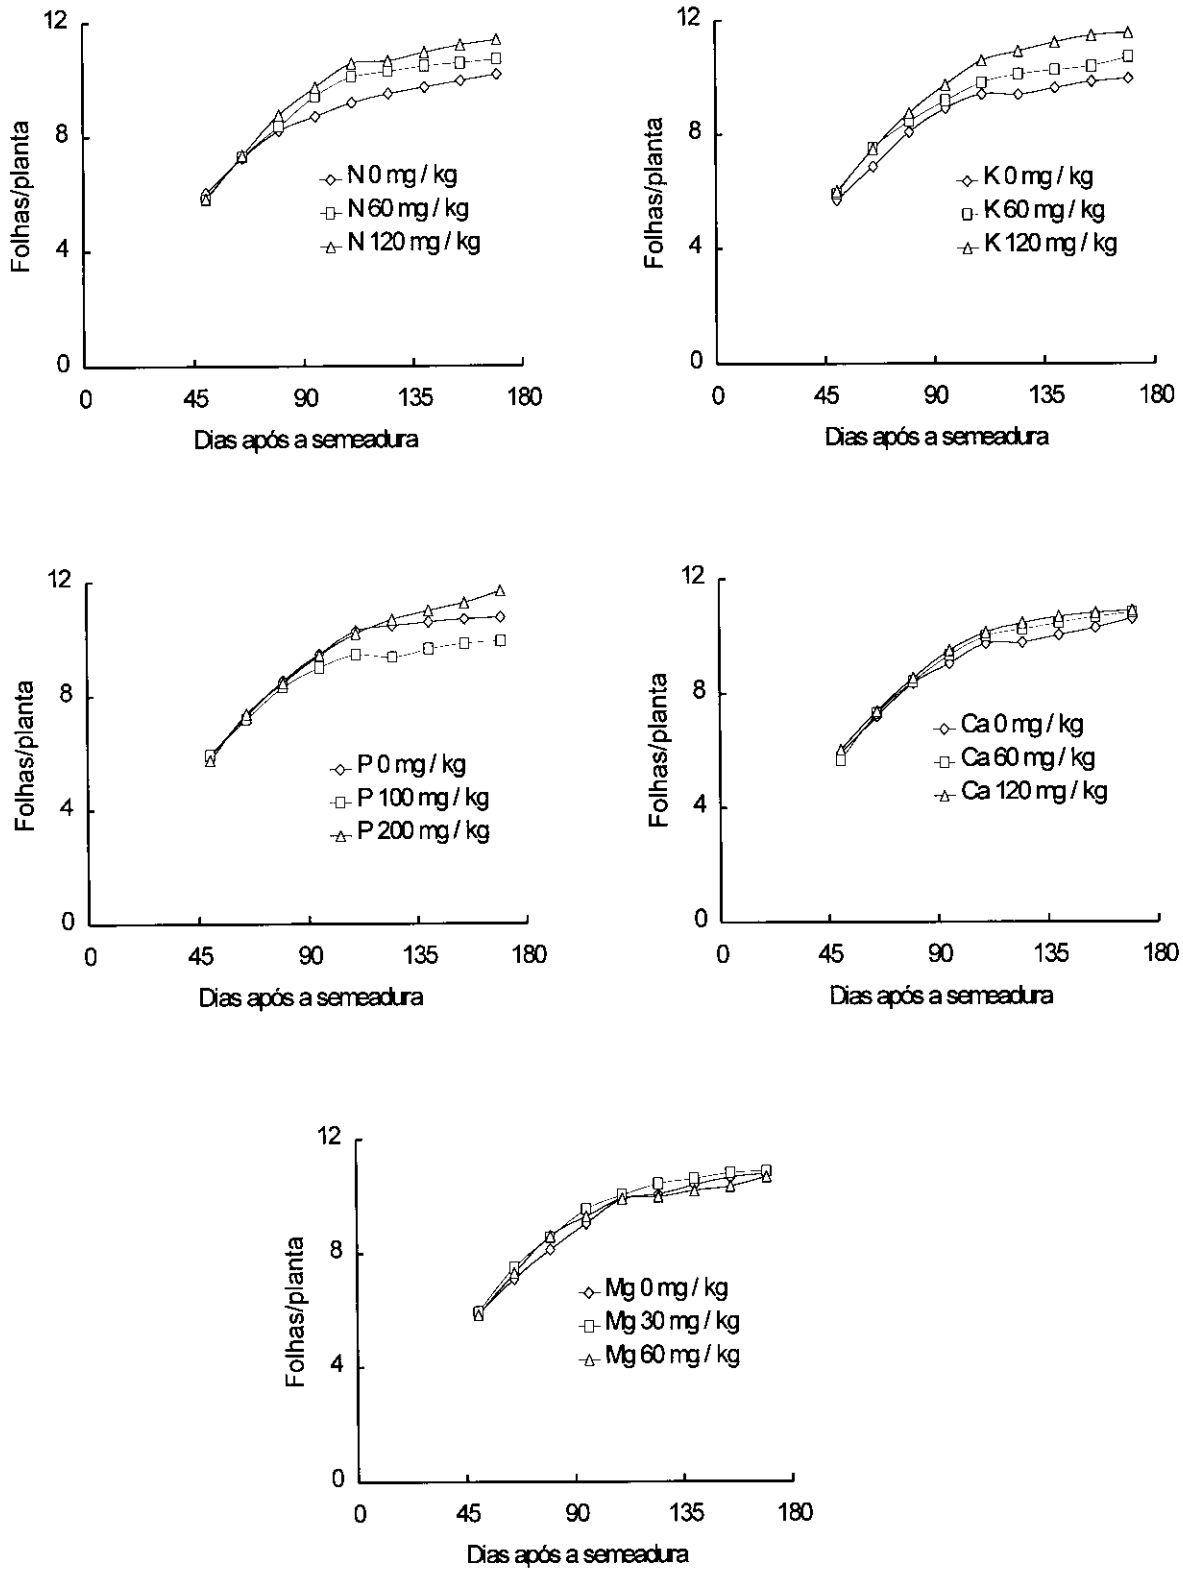 12
8
4
0
Folhas/planta
N 0 mg / kg
N 60 mg / kg
N 120 mg / kg
0 45 90 135 180
Dias após a semeadura
12
8
4
0
Folhas/planta
K 0 mg / kg
K 60 mg / kg
K 120 mg / kg
0 45 90 135 180
Dias após a semeadura
12
8
4
0
Folhas/planta
P 0 mg / kg
P 100 mg / kg
P 200 mg / kg
0 45 90 135 180
Dias após a semeadura
12
8
4
0
Folhas/planta
Ca 0 mg / kg
Ca 60 mg / kg
Ca 120 mg / kg
0 45 90 135 180
Dias após a semeadura
12
8
4
0
Folhas/planta
Mg 0 mg / kg
Mg 30 mg / kg
Mg 60 mg / kg
0 45 90 135 180
Dias após a semeadura